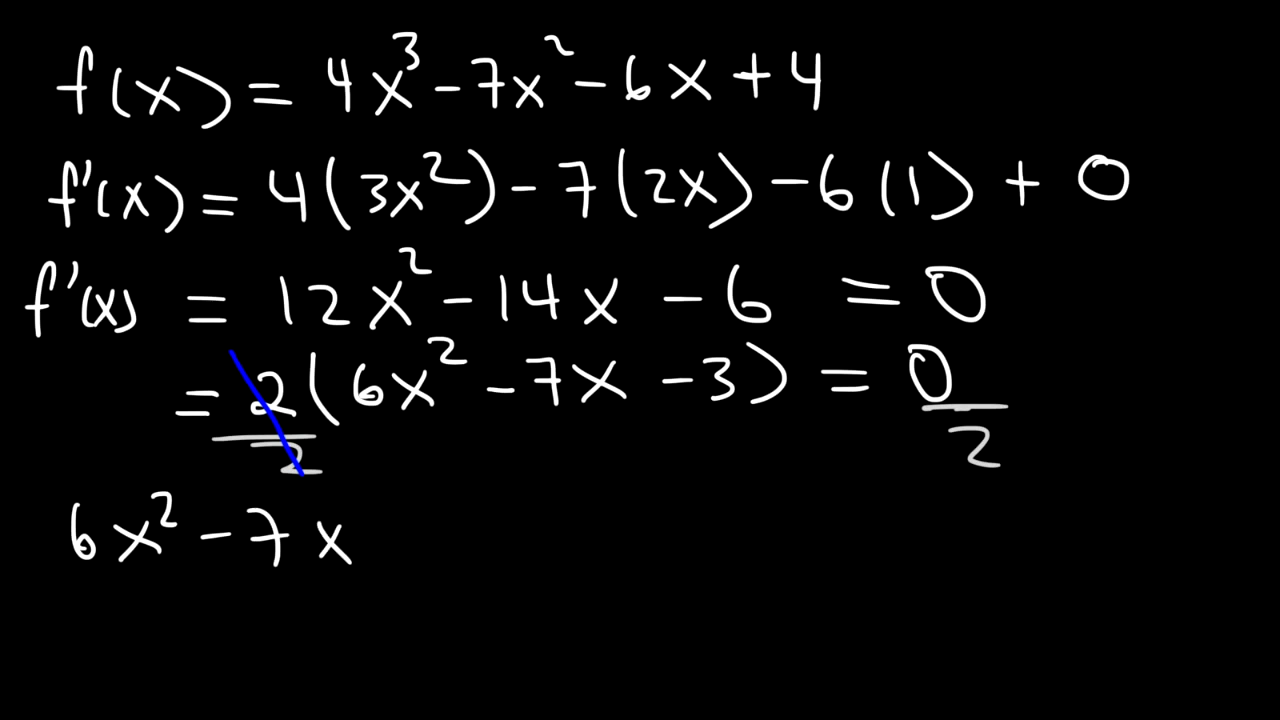 f(x) = 4x³ - 7x² - 6x + 4
f'(x) = 4(3x²) - 7(2x) - 6(1) + 0
f'(x) = 12x² - 14x - 6 = 0
= 2(6x² - 7x - 3) = 0
2 2
6x² - 7x